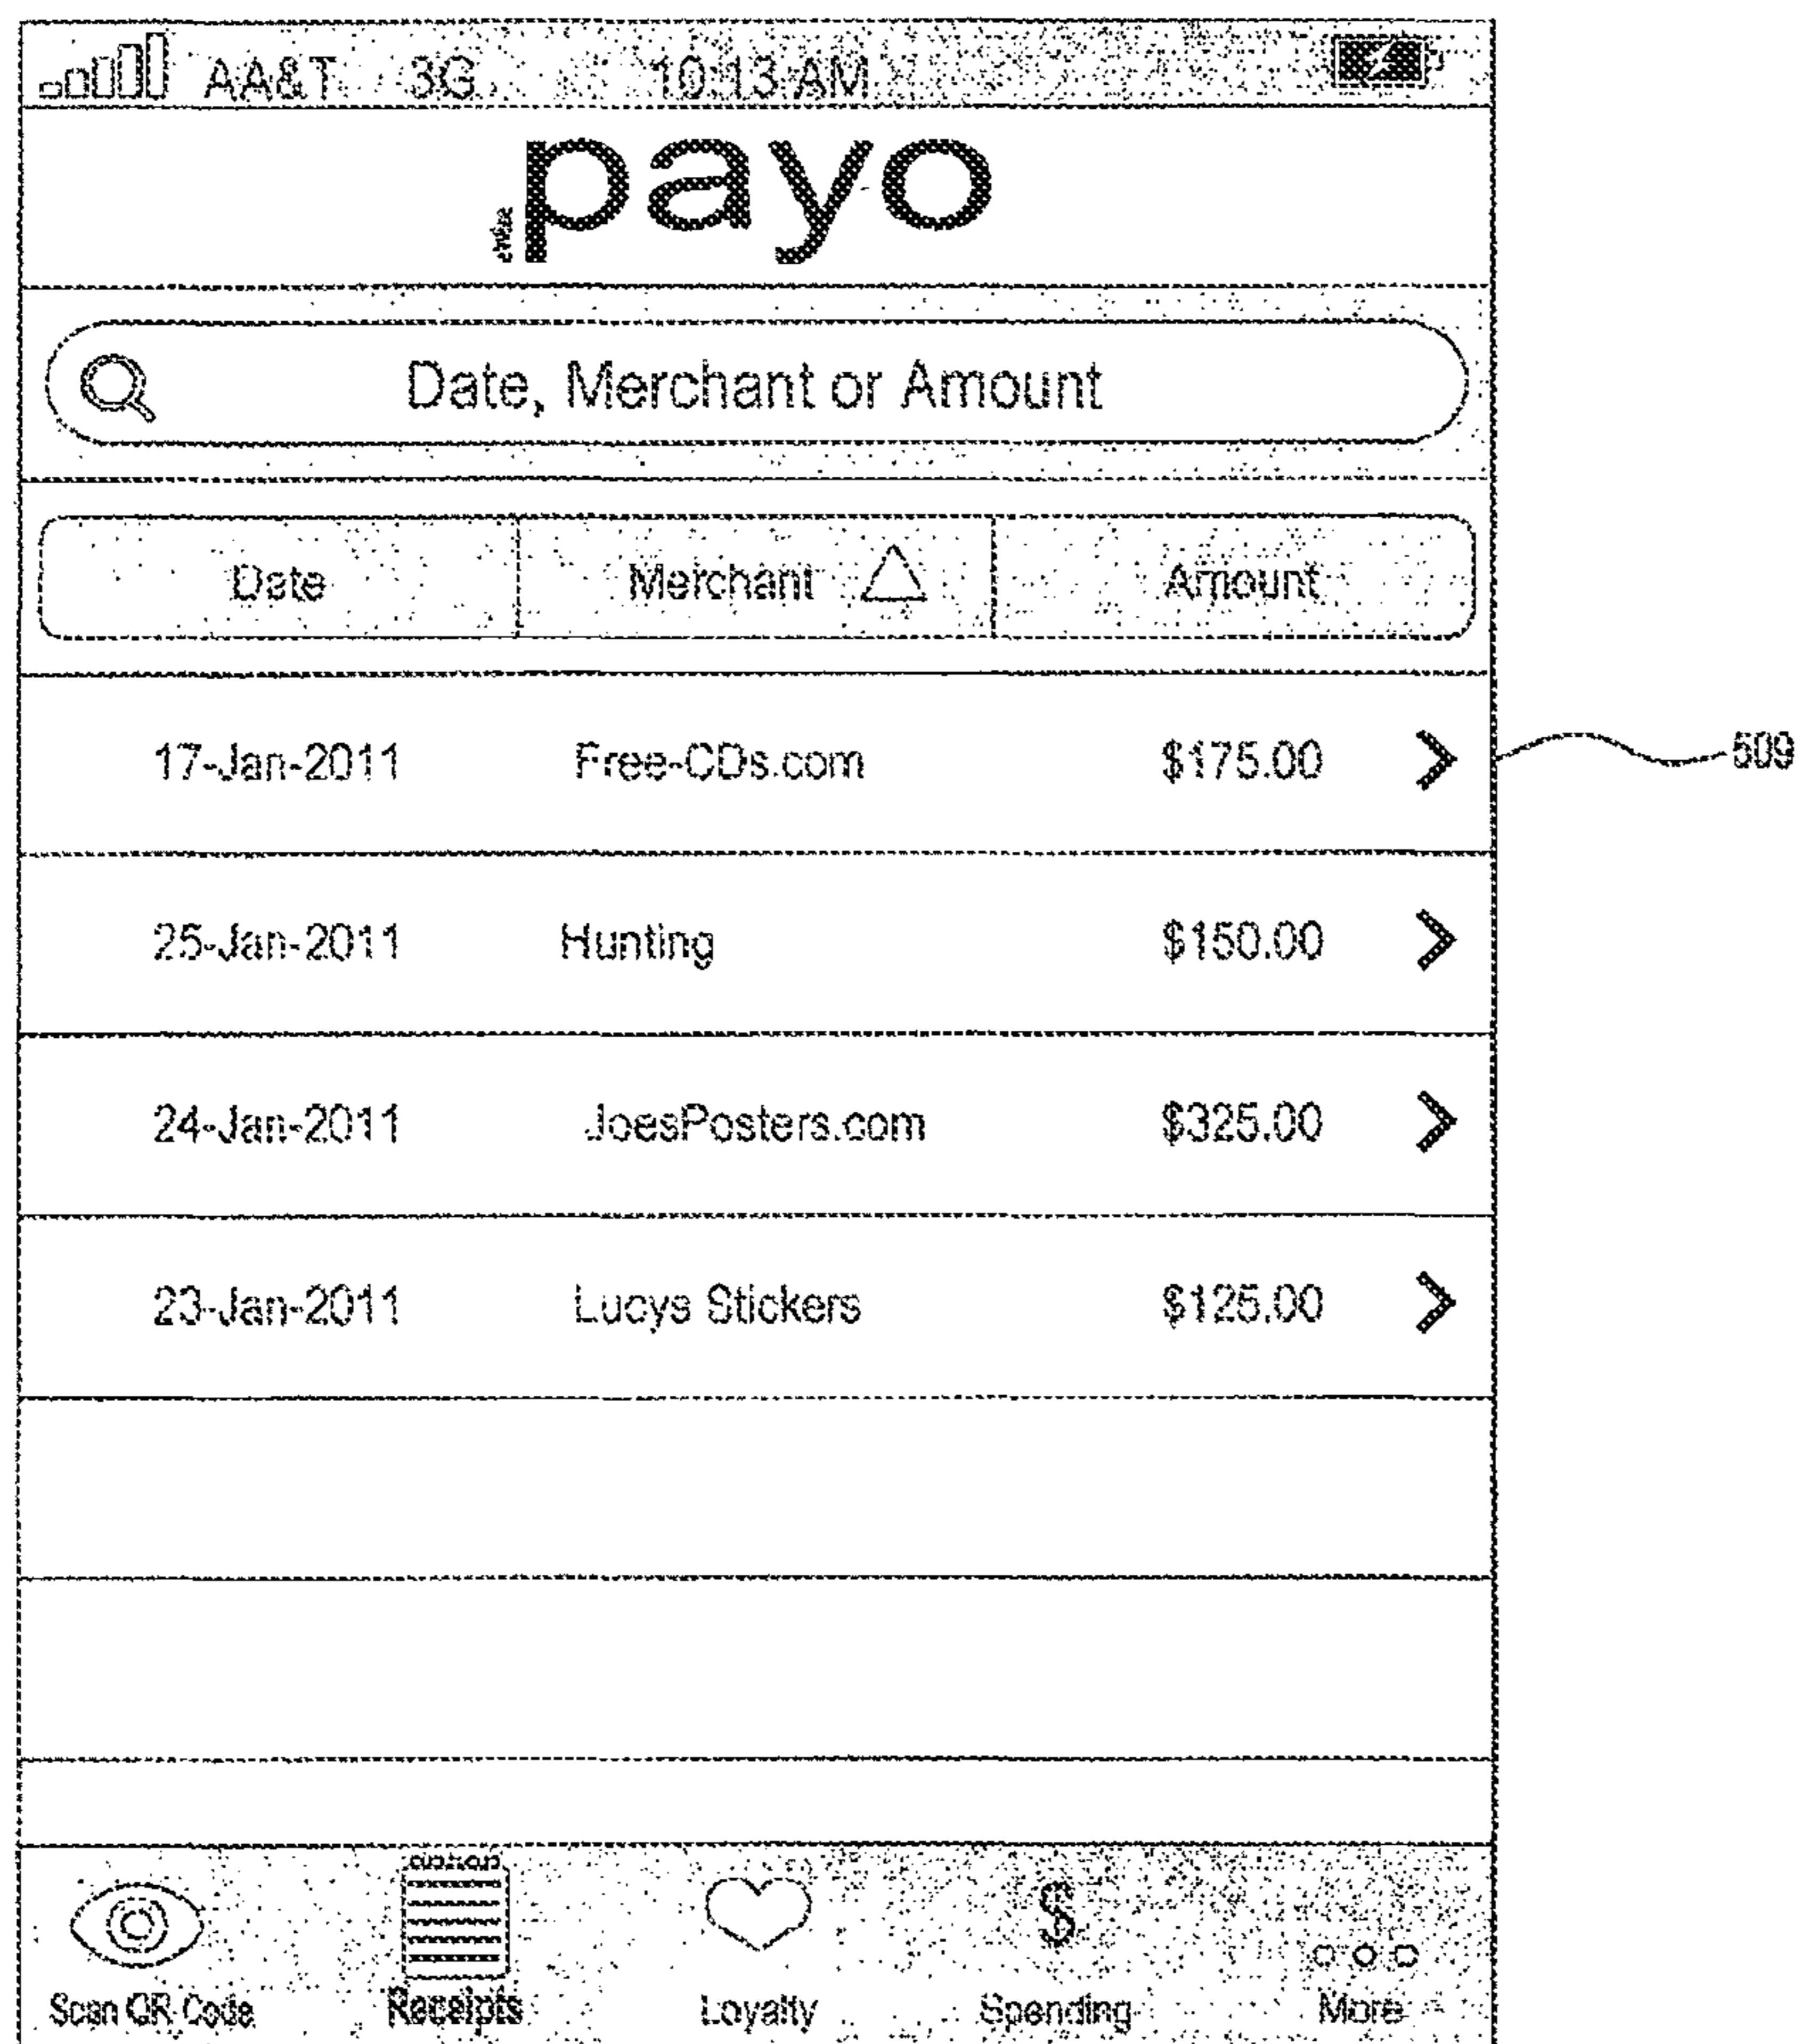 AA&T 3G 10:13 AM
payo
Date, Merchant or Amount
Date Merchant Amount
17-Jan-2011 Free-CDs.com $175.00 509
25-Jan-2011 Hunting $150.00
24-Jan-2011 JoesPosters.com $325.00
23-Jan-2011 Lucys Stickers $125.00
$
Scan QR Code Receipts Loyalty Spending More